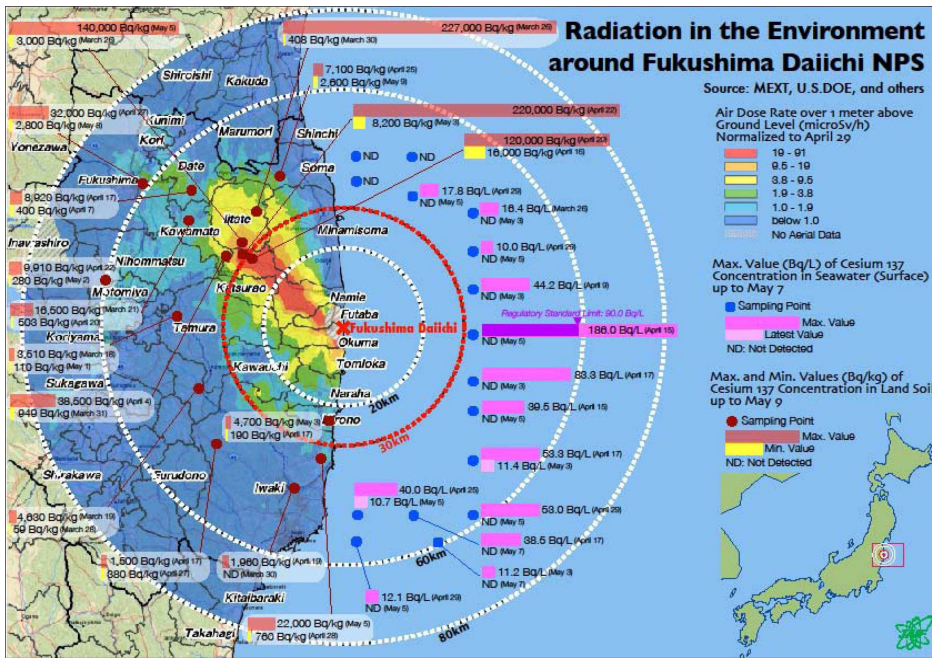 Radiation in the Environment
around Fukushima Daiichi NPS
Source: MEXT, U.S.DOE, and others
Air Dose Rate over 1 meter above
Ground Level (microSv/h)
Normalized to April 29
19 - 91
9.5 - 19
3.8 - 9.5
1.9 - 3.8
1.0 - 1.9
below 1.0
No Aerial Data
Max. Value (Bq/L) of Cesium 137
Concentration in Seawater (Surface)
up to May 7
Sampling Point
Max. Value
Latest Value
ND: Not Detected
Max. and Min. Values (Bq/kg) of
Cesium 137 Concentration in Land Soil
up to May 9
Sampling Point
Max. Value
Min. Value
ND: Not Detected
140,000 Bq/kg (May 5)
3,000 Bq/kg (March 26)
227,000 Bq/kg (March 26)
408 Bq/kg (March 30)
7,100 Bq/kg (April 25)
2,600 Bq/kg (May 9)
220,000 Bq/kg (April 22)
8,200 Bq/kg (May 3)
120,000 Bq/kg (April 20)
16,000 Bq/kg (April 16)
32,000 Bq/kg (April 27)
2,800 Bq/kg (May 8)
8,920 Bq/kg (April 17)
400 Bq/kg (April 7)
9,910 Bq/kg (April 22)
280 Bq/kg (May 2)
16,500 Bq/kg (March 21)
503 Bq/kg (April 20)
3,510 Bq/kg (March 18)
110 Bq/kg (May 1)
38,500 Bq/kg (April 4)
949 Bq/kg (March 31)
4,630 Bq/kg (March 19)
59 Bq/kg (March 28)
4,700 Bq/kg (May 3)
190 Bq/kg (April 17)
1,500 Bq/kg (April 17)
380 Bq/kg (April 27)
1,960 Bq/kg (April 19)
ND (March 30)
22,000 Bq/kg (May 5)
760 Bq/kg (April 28)
Shiroishi
Kakuda
Kunimi
Kori
Marumori
Shinchi
Yonezawa
Soma
Date
Fukushima
Iitate
Kawamata
Minamisoma
Inawashiro
Nihommatsu
Motomiya
Katsurao
Namie
Futaba
Fukushima Daiichi
Tamura
Okuma
Koriyama
Tomioka
Kawauchi
Sukagawa
Naraha
Hirono
Shirakawa
Furudono
Iwaki
Kitaibaraki
Takahagi
20km
30km
60km
80km
ND
ND
ND
ND
17.8 Bq/L (April 29)
ND (May 5)
16.4 Bq/L (March 26)
ND (May 3)
10.0 Bq/L (April 29)
ND (May 5)
44.2 Bq/L (April 9)
ND (May 3)
Regulatory Standard Limit: 90.0 Bq/L
186.0 Bq/L (April 15)
ND (May 5)
83.3 Bq/L (April 17)
ND (May 3)
39.5 Bq/L (April 15)
ND (May 5)
53.3 Bq/L (April 17)
11.4 Bq/L (May 3)
40.0 Bq/L (April 25)
10.7 Bq/L (May 5)
53.0 Bq/L (April 29)
ND (May 5)
38.5 Bq/L (April 17)
ND (May 7)
11.2 Bq/L (May 3)
ND (May 7)
12.1 Bq/L (April 29)
ND (May 5)